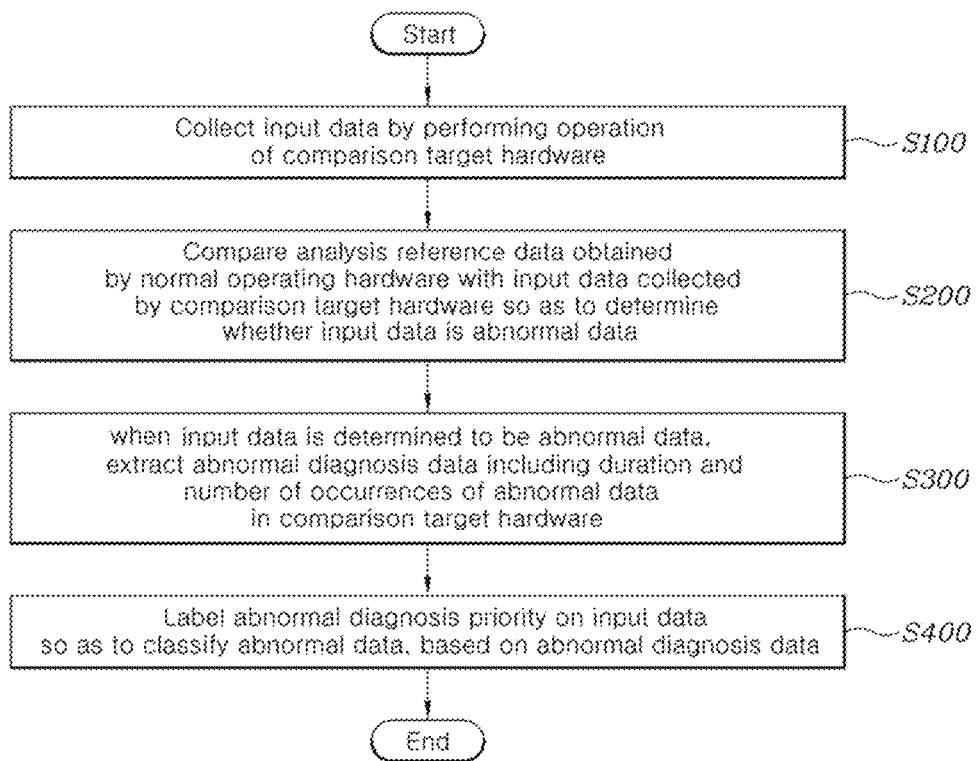 Start
Collect input data by performing operation
of comparison target hardware
S100
Compare analysis reference data obtained
by normal operating hardware with input data collected
by comparison target hardware so as to determine
whether input data is abnormal data
S200
when input data is determined to be abnormal data,
extract abnormal diagnosis data including duration and
number of occurrences of abnormal data
in comparison target hardware
S300
Label abnormal diagnosis priority on input data
so as to classify abnormal data, based on abnormal diagnosis data
S400
End